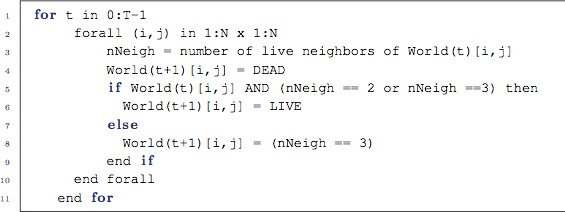 1 for t in 0:T-1
2 forall (i,j) in 1:N x 1:N
3 nNeigh = number of live neighbors of World(t)[i,j]
4 World(t+1)[i,j] = DEAD
5 if World(t)[i,j] AND (nNeigh == 2 or nNeigh ==3) then
6 World(t+1)[i,j] = LIVE
7 else
8 World(t+1)[i,j] = (nNeigh == 3)
9 end if
10 end forall
11 end for